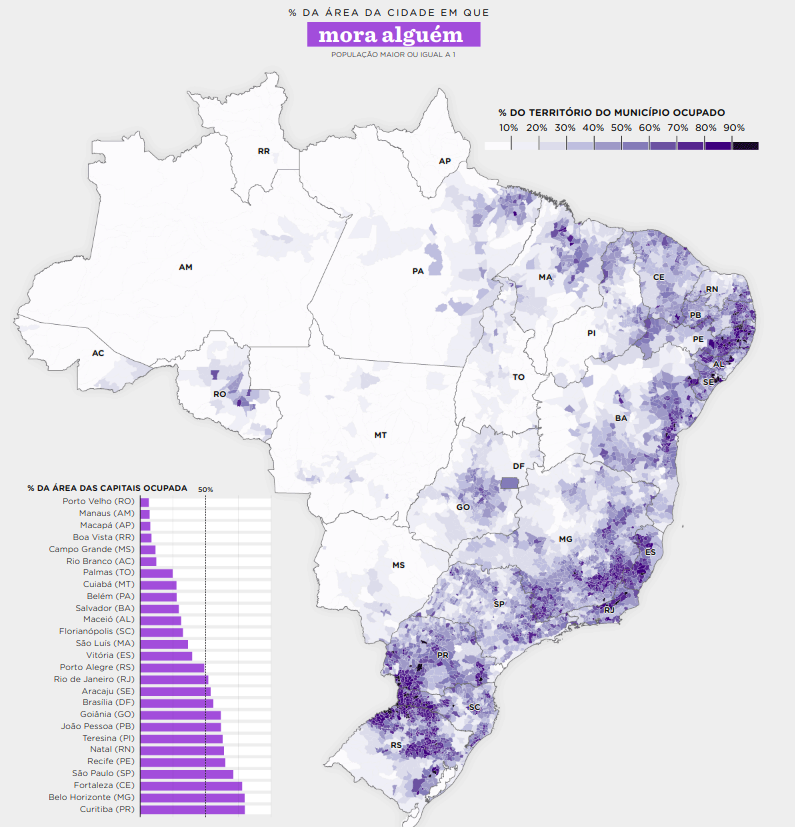 % DA ÁREA DA CIDADE EM QUE
mora alguém
POPULAÇÃO MAIOR OU IGUAL A 1
% DO TERRITÓRIO DO MUNICÍPIO OCUPADO
10% 20% 30% 40% 50% 60% 70% 80% 90%
RR
AP
AM
PA
MA
CE
RN
PB
PI
PE
AL
SE
AC
RO
TO
BA
MT
DF
GO
MG
ES
MS
SP
RJ
PR
SC
RS
% DA ÁREA DAS CAPITAIS OCUPADA 50%
Porto Velho (RO)
Manaus (AM)
Macapá (AP)
Boa Vista (RR)
Campo Grande (MS)
Rio Branco (AC)
Palmas (TO)
Cuiabá (MT)
Belém (PA)
Salvador (BA)
Maceió (AL)
Florianópolis (SC)
São Luís (MA)
Vitória (ES)
Porto Alegre (RS)
Rio de Janeiro (RJ)
Aracaju (SE)
Brasília (DF)
Goiânia (GO)
João Pessoa (PB)
Teresina (PI)
Natal (RN)
Recife (PE)
São Paulo (SP)
Fortaleza (CE)
Belo Horizonte (MG)
Curitiba (PR)